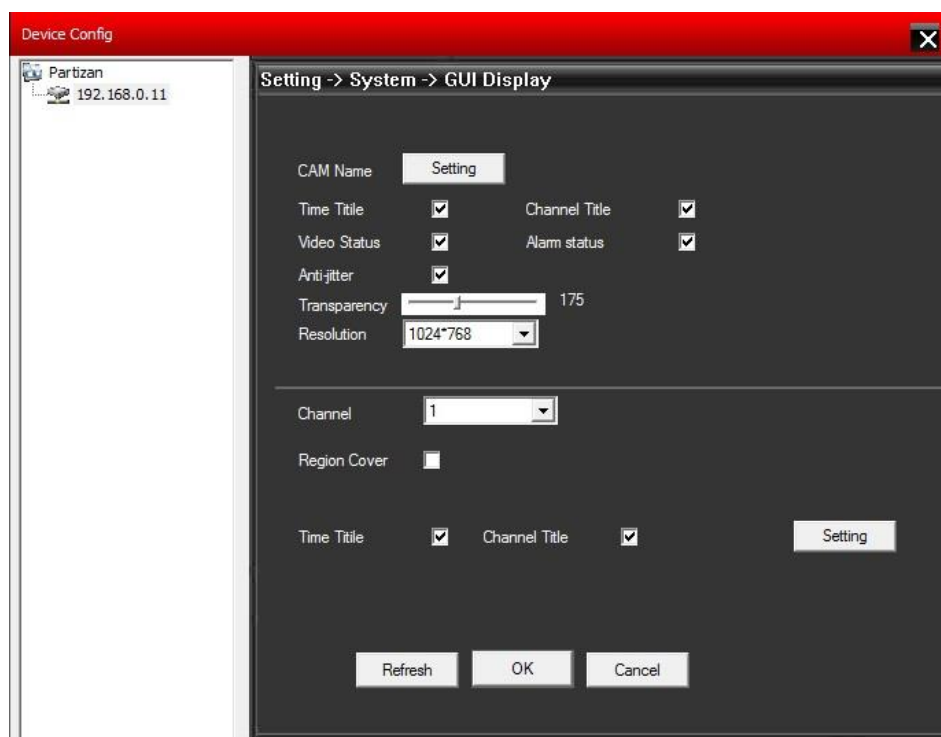 Device Config
Partizan
192.168.0.11
Setting -> System -> GUI Display
CAM Name Setting
Time Titile Channel Title
Video Status Alarm status
Anti-jitter
Transparency 175
Resolution 1024*768
Channel 1
Region Cover
Time Titile Channel Title Setting
Refresh OK Cancel